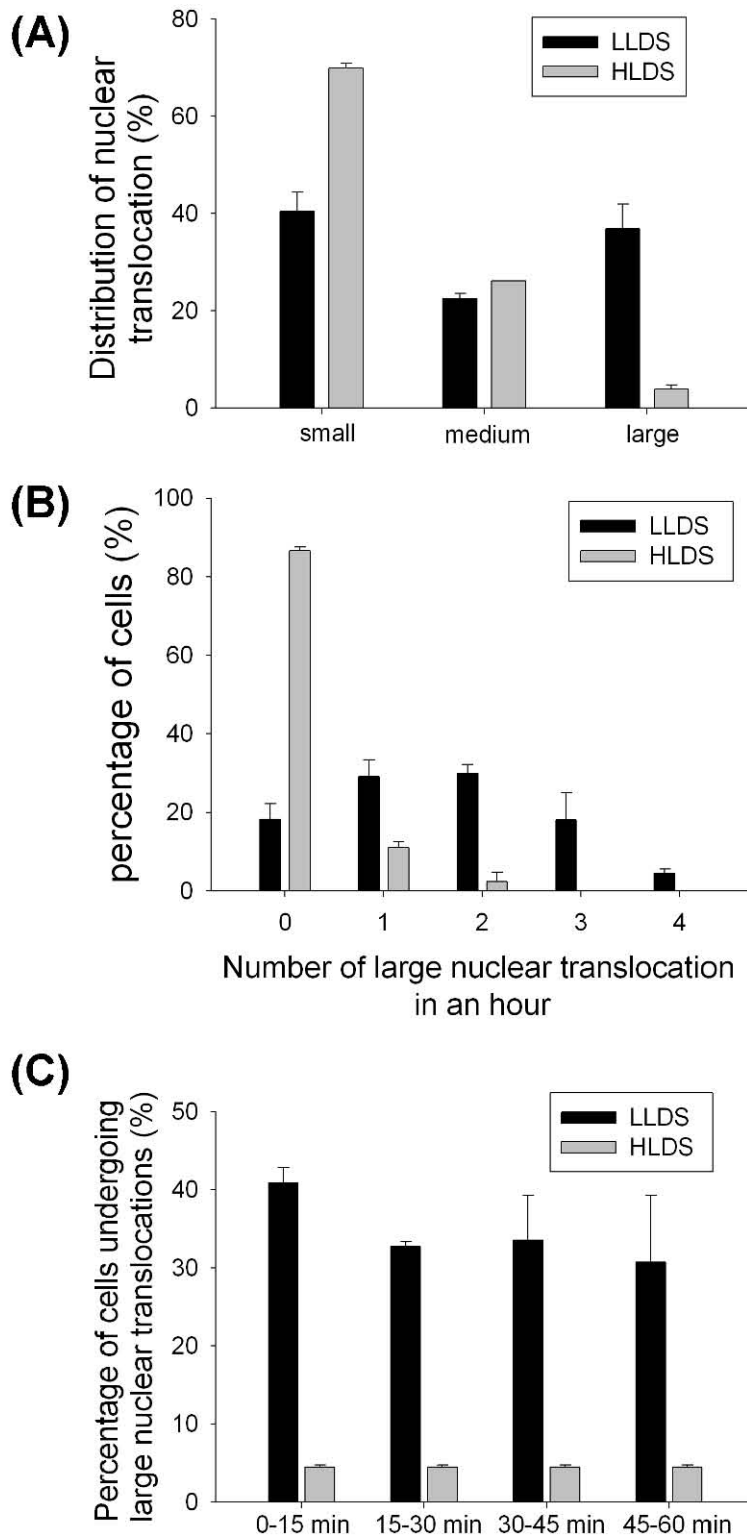 (A)
Distribution of nuclear
translocation (%)
80
60
40
20
0
LLDS
HLDS
small medium large
(B)
percentage of cells (%)
100
80
60
40
20
0
LLDS
HLDS
0 1 2 3 4
Number of large nuclear translocation
in an hour
(C)
Percentage of cells undergoing
large nuclear translocations (%)
50
40
30
20
10
0
LLDS
HLDS
0-15 min 15-30 min 30-45 min 45-60 min